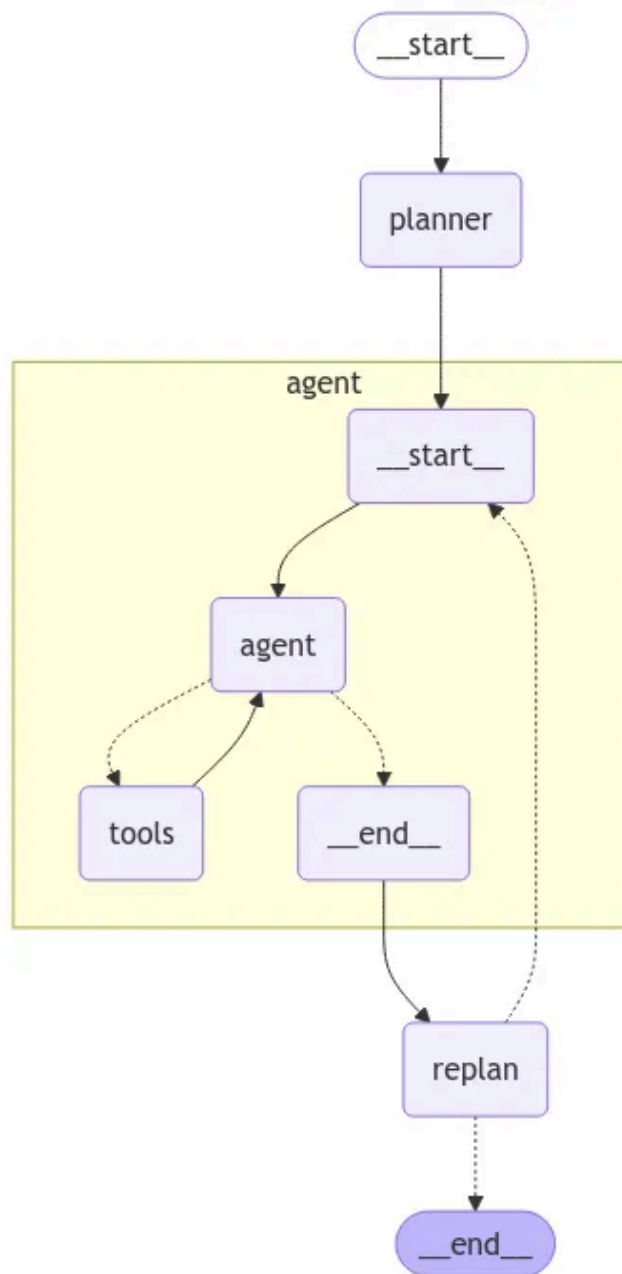 __start__
planner
agent
__start__
agent
tools
__end__
replan
__end__